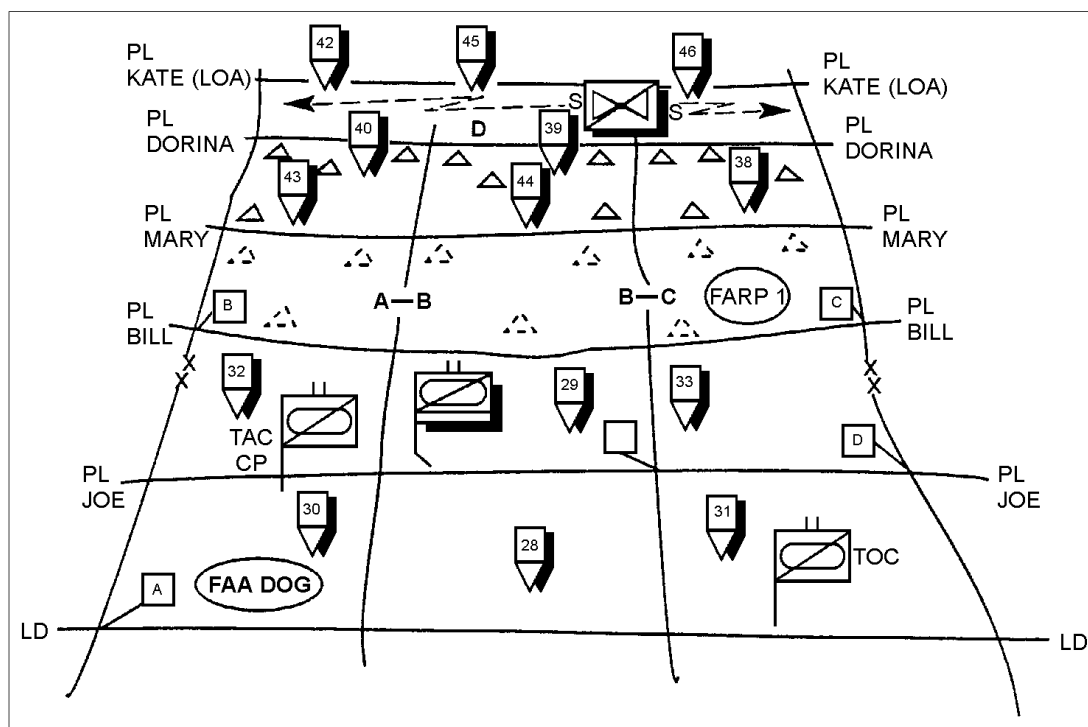 42
45
46
PL
KATE (LOA)
PL
KATE (LOA)
S
S
PL
DORINA
40
D
39
PL
DORINA
43
44
38
PL
MARY
PL
MARY
A B
B C
FARP 1
B
C
PL
BILL
PL
BILL
X
X
X
X
32
29
33
TAC
CP
D
PL
JOE
PL
JOE
30
28
31
TOC
A
FAA DOG
LD
LD